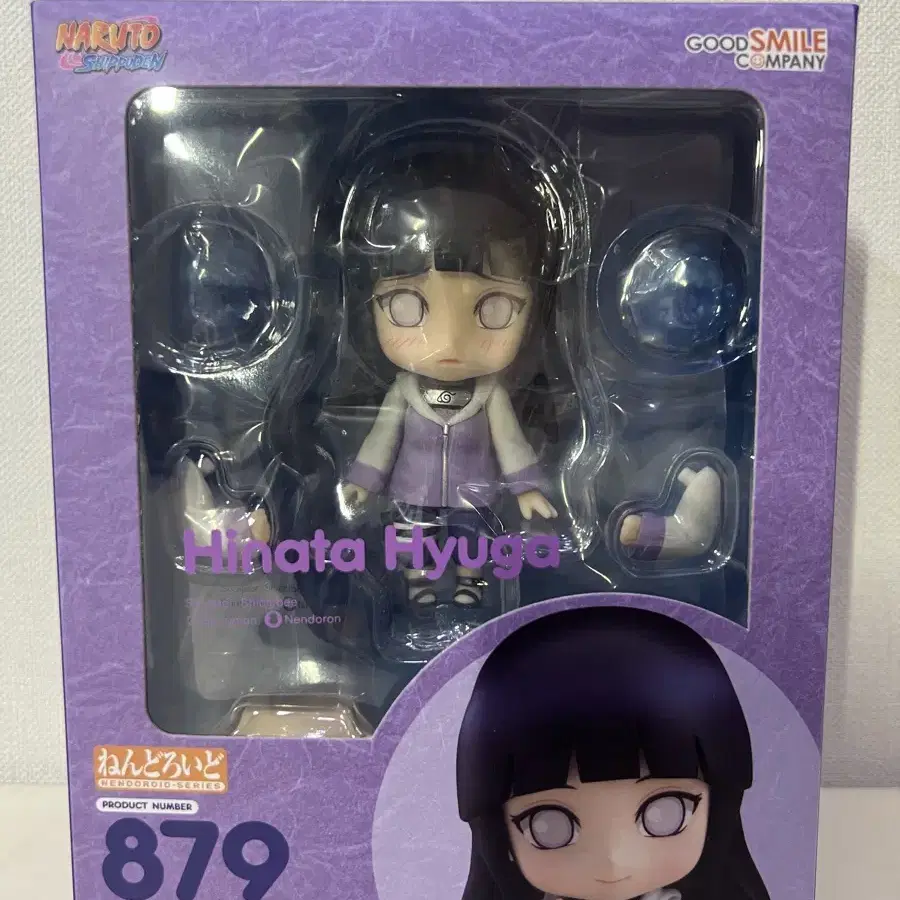 NARUTO
SHIPPUDEN
GOOD SMILE
COMPANY
Hinata Hyuga
Nendoron
ねんどろいど
NENDOROID-SERIES
PRODUCT NUMBER
879